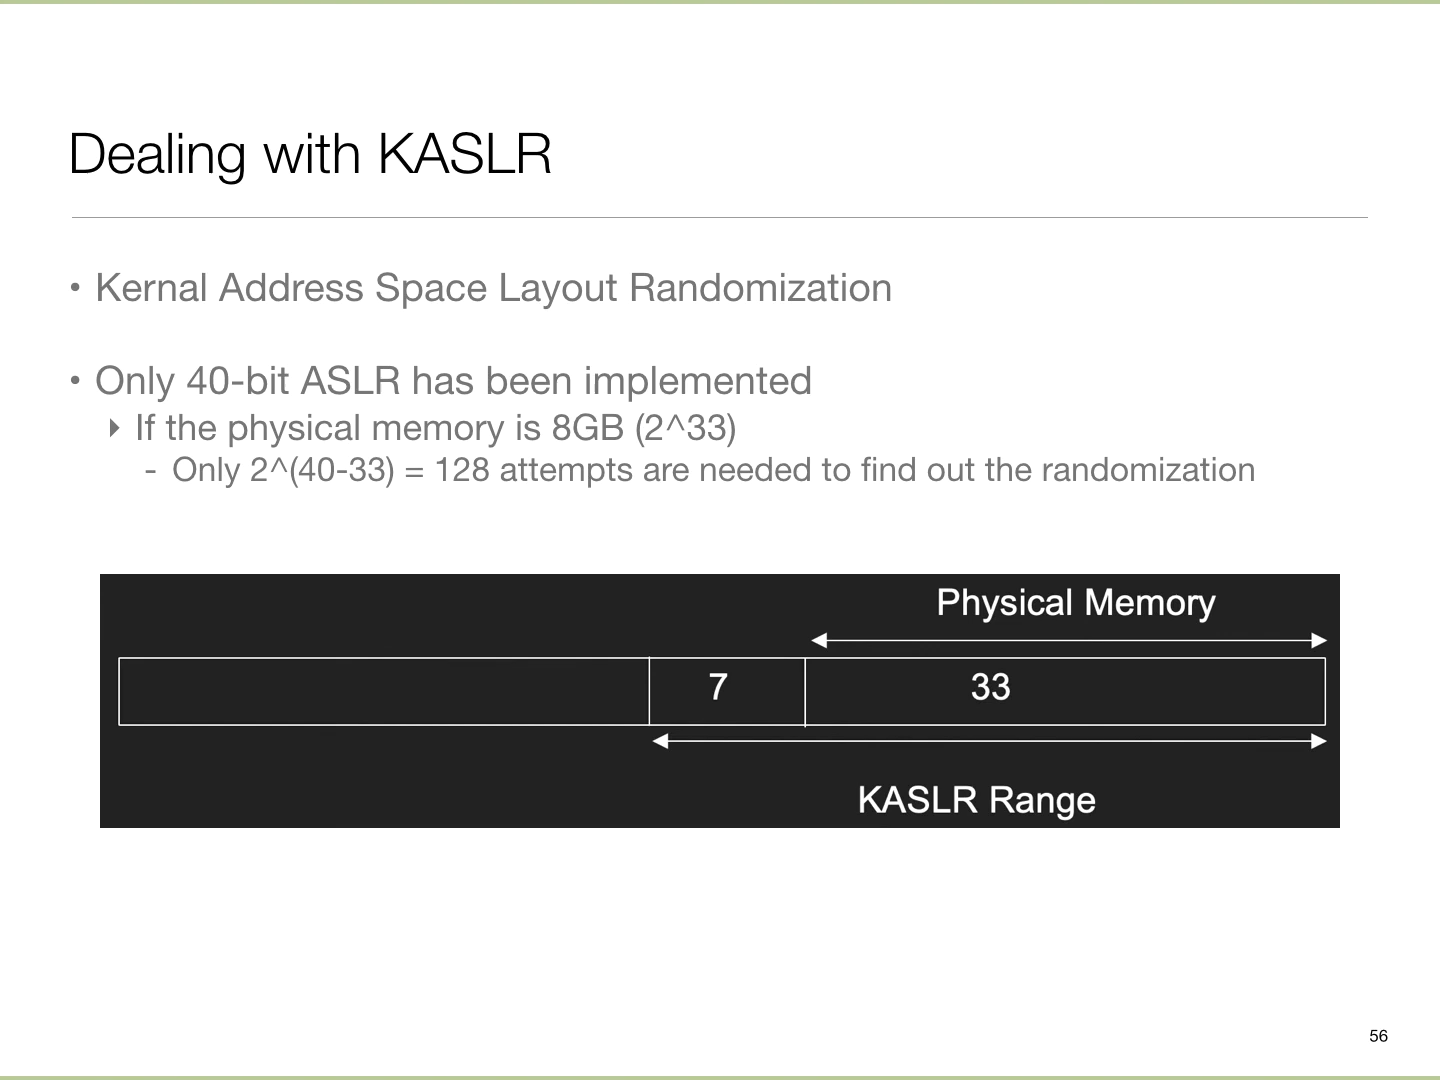 Dealing with KASLR
• Kernal Address Space Layout Randomization
• Only 40-bit ASLR has been implemented
‣ If the physical memory is 8GB (2^33)
- Only 2^(40-33) = 128 attempts are needed to find out the randomization
Physical Memory
7 33
KASLR Range
56